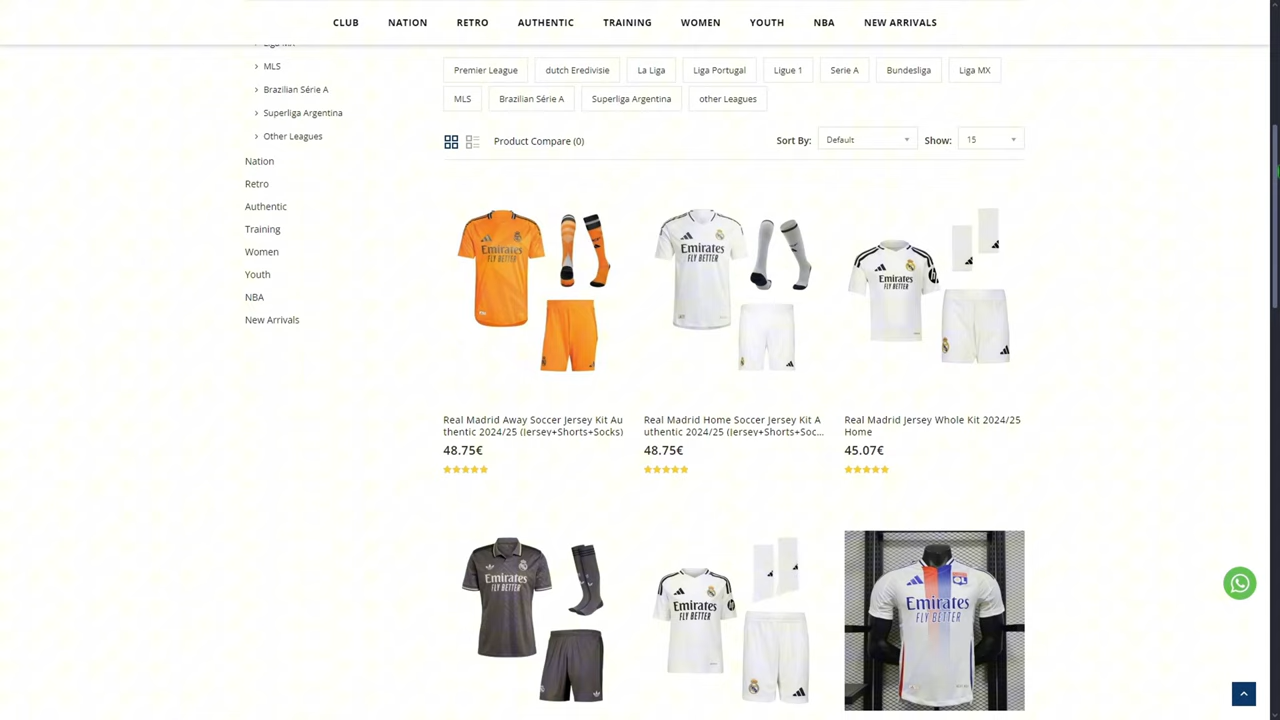 CLUB NATION RETRO AUTHENTIC TRAINING WOMEN YOUTH NBA NEW ARRIVALS
MLS
Brazilian Série A
Superliga Argentina
Other Leagues
Nation
Retro
Authentic
Training
Women
Youth
NBA
New Arrivals
Premier League dutch Eredivisie La Liga Liga Portugal Ligue 1 Serie A Bundesliga Liga MX
MLS Brazilian Série A Superliga Argentina other Leagues
Product Compare (0) Sort By: Default Show: 15
Emirates
FLY BETTER
Emirates
FLY BETTER
Emirates
FLY BETTER
Real Madrid Away Soccer Jersey Kit Au
thentic 2024/25 (Jersey+Shorts+Socks)
48.75€
Real Madrid Home Soccer Jersey Kit A
uthentic 2024/25 (Jersey+Shorts+Soc...
48.75€
Real Madrid Jersey Whole Kit 2024/25
Home
45.07€
Emirates
FLY BETTER
Emirates
FLY BETTER
OL
Emirates
FLY BETTER